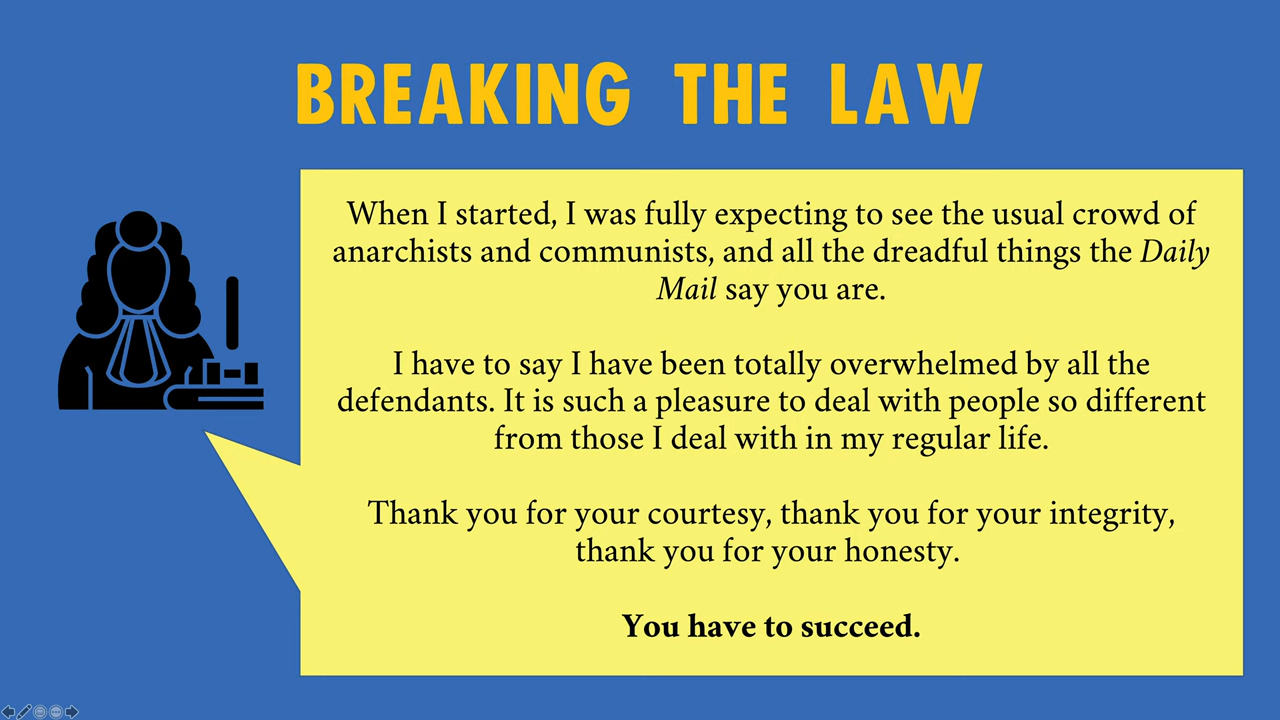 BREAKING THE LAW
When I started, I was fully expecting to see the usual crowd of
anarchists and communists, and all the dreadful things the Daily
Mail say you are.
I have to say I have been totally overwhelmed by all the
defendants. It is such a pleasure to deal with people so different
from those I deal with in my regular life.
Thank you for your courtesy, thank you for your integrity,
thank you for your honesty.
You have to succeed.